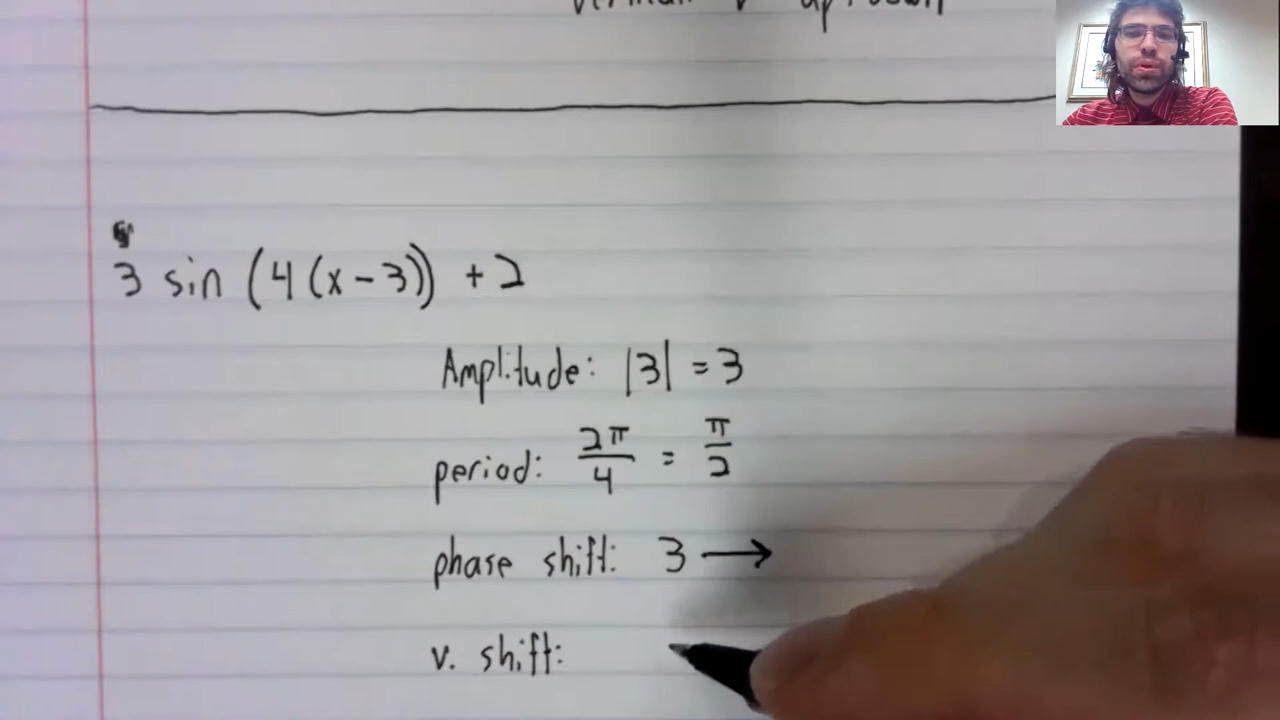 3 sin (4(x-3)) +2
Amplitude: |3| = 3
period: 2π/4 = π/2
phase shift: 3 →
v. shift: